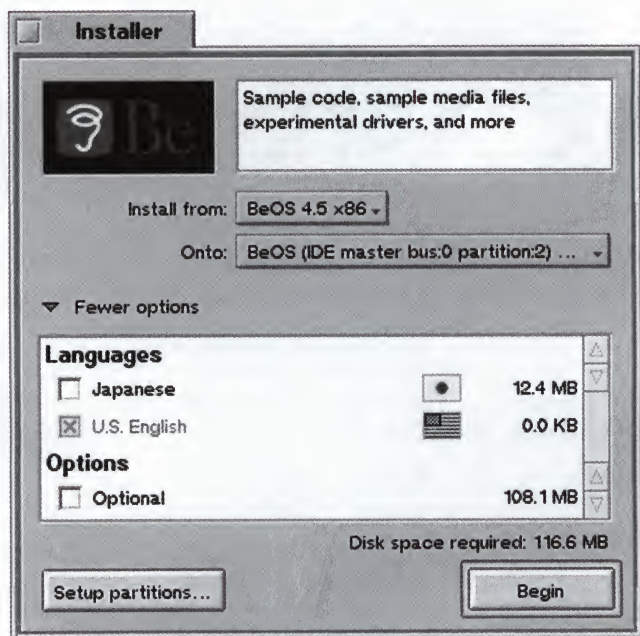 Installer
Be
Sample code, sample media files,
experimental drivers, and more
Install from: BeOS 4.5 x86
Onto: BeOS (IDE master bus:0 partition:2) ...
Fewer options
Languages
Japanese 12.4 MB
U.S. English 0.0 KB
Options
Optional 108.1 MB
Disk space required: 116.6 MB
Setup partitions... Begin